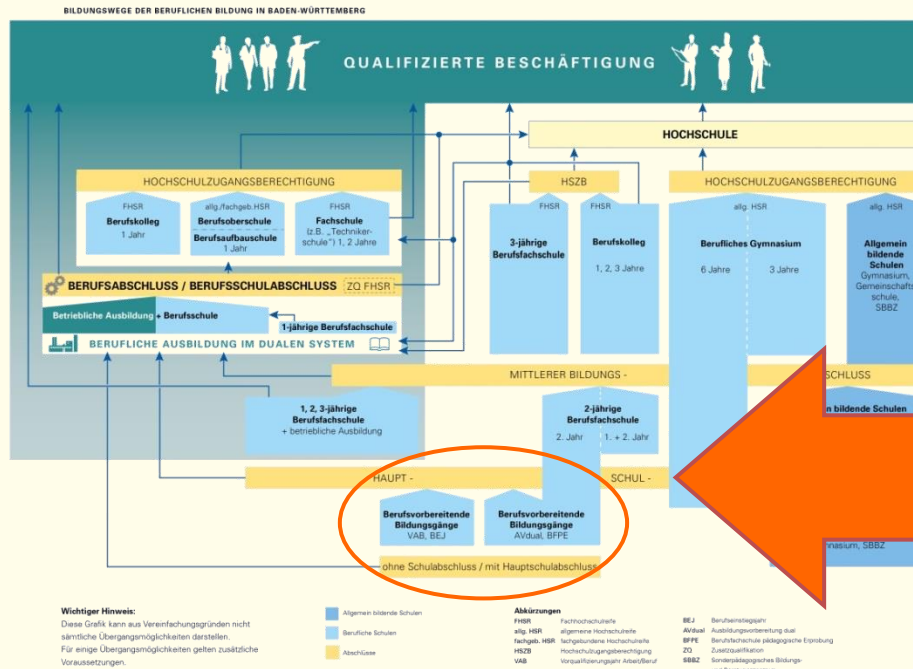 BILDUNGSWEGE DER BERUFLICHEN BILDUNG IN BADEN-WÜRTTEMBERG
QUALIFIZIERTE BESCHÄFTIGUNG
HOCHSCHULE
HOCHSCHULZUGANGSBERECHTIGUNG
HSZB
HOCHSCHULZUGANGSBERECHTIGUNG
FHSR
Berufskolleg
1 Jahr
allg./fachgeb.HSR
Berufsoberschule
Berufsaufbauschule
1 Jahr
FHSR
Fachschule
(z.B. „Techniker-
schule“) 1, 2 Jahre
FHSR
3-jährige
Berufsfachschule
FHSR
Berufskolleg
1, 2, 3 Jahre
allg. HSR
Berufliches Gymnasium
6 Jahre
3 Jahre
allg. HSR
Allgemein
bildende
Schulen
Gymnasium,
Gemeinschafts
schule,
SBBZ
BERUFSABSCHLUSS / BERUFSSCHULABSCHLUSS
ZQ FHSR
Betriebliche Ausbildung + Berufsschule
1-jährige Berufsfachschule
BERUFLICHE AUSBILDUNG IM DUALEN SYSTEM
MITTLERER BILDUNGS -
SCHLUSS
1, 2, 3-jährige
Berufsfachschule
+ betriebliche Ausbildung
2-jährige
Berufsfachschule
2. Jahr
1. + 2. Jahr
n bildende Schulen
HAUPT -
SCHUL -
Berufsvorbereitende
Bildungsgänge
VAB, BEJ
Berufsvorbereitende
Bildungsgänge
AVdual, BFPE
nasium, SBBZ
ohne Schulabschluss / mit Hauptschulabschluss
Wichtiger Hinweis:
Diese Grafik kann aus Vereinfachungsgründen nicht
sämtliche Übergangsmöglichkeiten darstellen.
Für einige Übergangsmöglichkeiten gelten zusätzliche
Voraussetzungen.
Allgemein bildende Schulen
Berufliche Schulen
Abschlüsse
Abkürzungen
FHSR Fachhochschulreife
allg. HSR allgemeine Hochschulreife
fachgeb. HSR fachgebundene Hochschulreife
HSZB Hochschulzugangsberechtigung
VAB Vorqualifizierungsjahr Arbeit/Beruf
BEJ Berufseinstiegsjahr
AVdual Ausbildungsvorbereitung dual
BFPE Berufsfachschule pädagogische Erprobung
ZQ Zusatzqualifikation
SBBZ Sonderpädagogisches Bildungs-